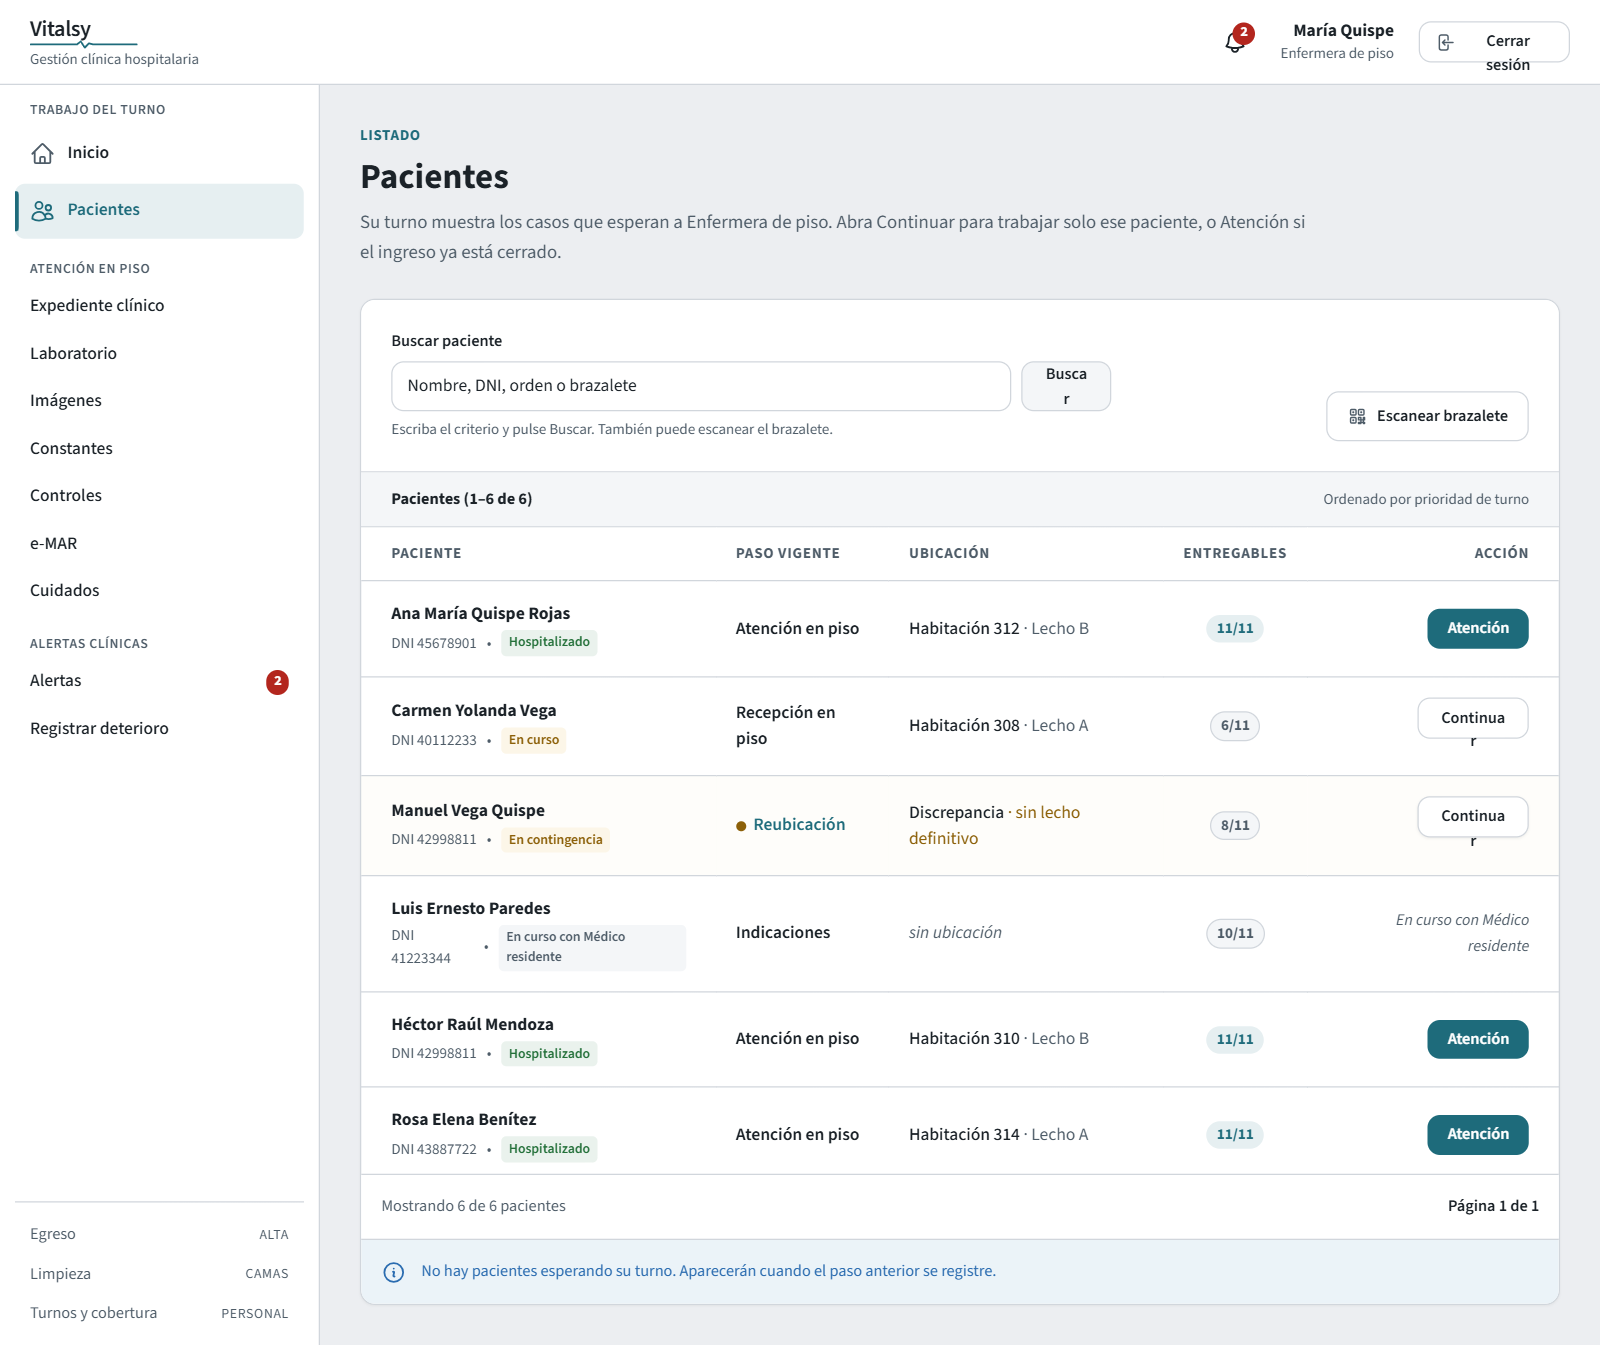 Vitalsy
Gestión clínica hospitalaria
2
María Quispe
Enfermera de piso
Cerrar
sesión
TRABAJO DEL TURNO
Inicio
Pacientes
ATENCIÓN EN PISO
Expediente clínico
Laboratorio
Imágenes
Constantes
Controles
e-MAR
Cuidados
ALERTAS CLÍNICAS
Alertas 2
Registrar deterioro
Egreso ALTA
Limpieza CAMAS
Turnos y cobertura PERSONAL
LISTADO
Pacientes
Su turno muestra los casos que esperan a Enfermera de piso. Abra Continuar para trabajar solo ese paciente, o Atención si
el ingreso ya está cerrado.
Buscar paciente
Nombre, DNI, orden o brazalete
Busca
r
Escriba el criterio y pulse Buscar. También puede escanear el brazalete.
Escanear brazalete
Pacientes (1–6 de 6) Ordenado por prioridad de turno
PACIENTE PASO VIGENTE UBICACIÓN ENTREGABLES ACCIÓN
Ana María Quispe Rojas
DNI 45678901 • Hospitalizado
Atención en piso
Habitación 312 · Lecho B
11/11
Atención
Carmen Yolanda Vega
DNI 40112233 • En curso
Recepción en
piso
Habitación 308 · Lecho A
6/11
Continua
r
Manuel Vega Quispe
DNI 42998811 • En contingencia
Reubicación
Discrepancia · sin lecho
definitivo
8/11
Continua
r
Luis Ernesto Paredes
DNI
41223344
• En curso con Médico
residente
Indicaciones
sin ubicación
10/11
En curso con Médico
residente
Héctor Raúl Mendoza
DNI 42998811 • Hospitalizado
Atención en piso
Habitación 310 · Lecho B
11/11
Atención
Rosa Elena Benítez
DNI 43887722 • Hospitalizado
Atención en piso
Habitación 314 · Lecho A
11/11
Atención
Mostrando 6 de 6 pacientes Página 1 de 1
No hay pacientes esperando su turno. Aparecerán cuando el paso anterior se registre.